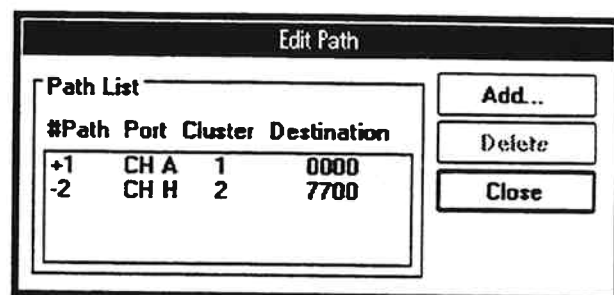 Edit Path
Path List
#Path Port Cluster Destination
+1 CH A 1 0000
-2 CH H 2 7700
Add...
Delete
Close